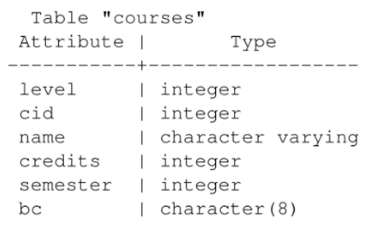 Table "courses"
Attribute | Type
-----------+------------------
level | integer
cid | integer
name | character varying
credits | integer
semester | integer
bc | character(8)